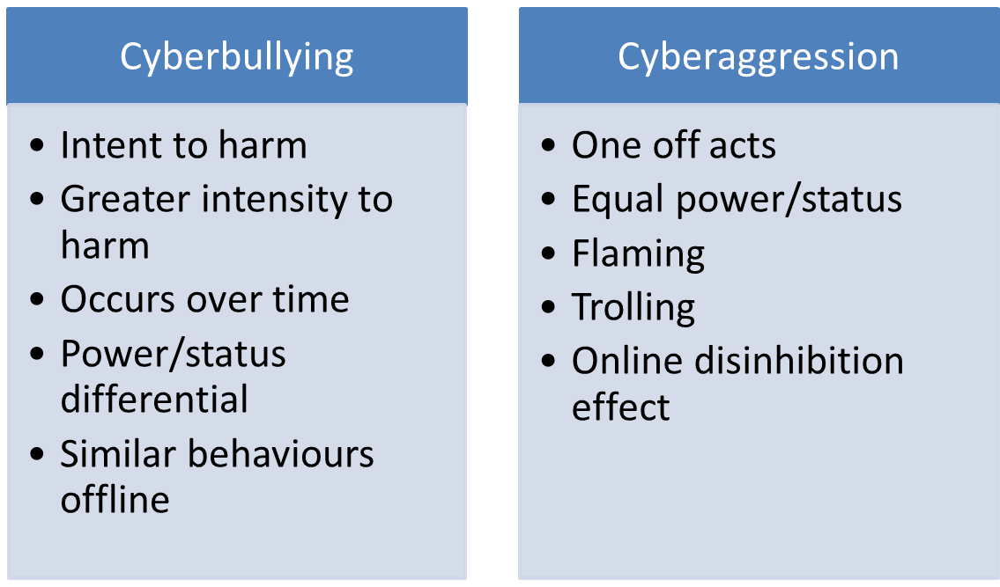 Cyberbullying
• Intent to harm
• Greater intensity to
harm
• Occurs over time
• Power/status
differential
• Similar behaviours
offline
Cyberaggression
• One off acts
• Equal power/status
• Flaming
• Trolling
• Online disinhibition
effect